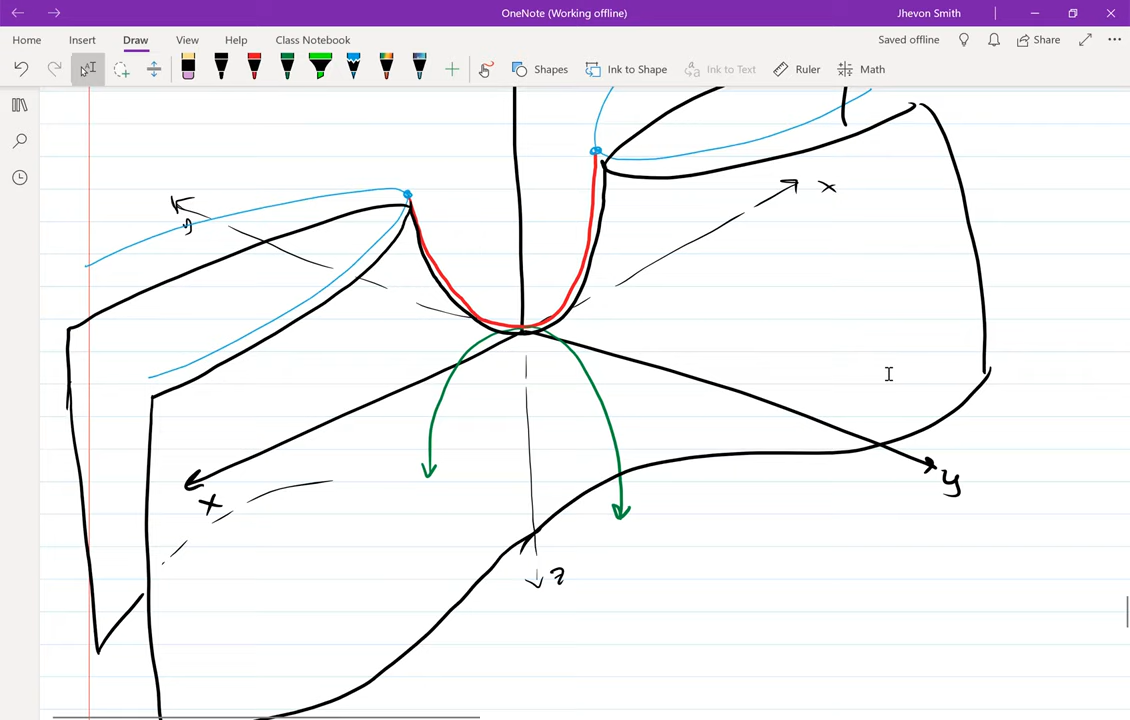 OneNote (Working offline)
Jhevon Smith
Home Insert Draw View Help Class Notebook
Saved offline
Share
Shapes
Ink to Shape
Ink to Text
Ruler
Math
x
y
x
y
z